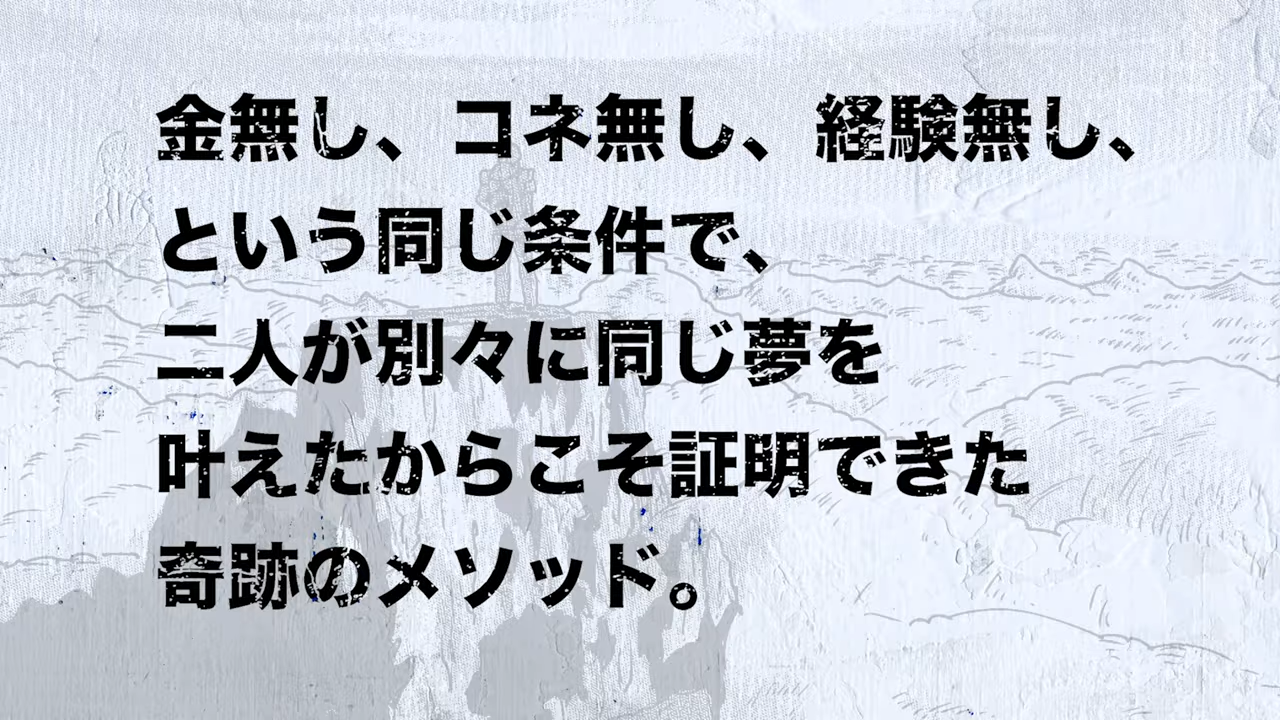 金無し、コネ無し、経験無し、
という同じ条件で、
二人が別々に同じ夢を
叶えたからこそ証明できた
奇跡のメソッド。